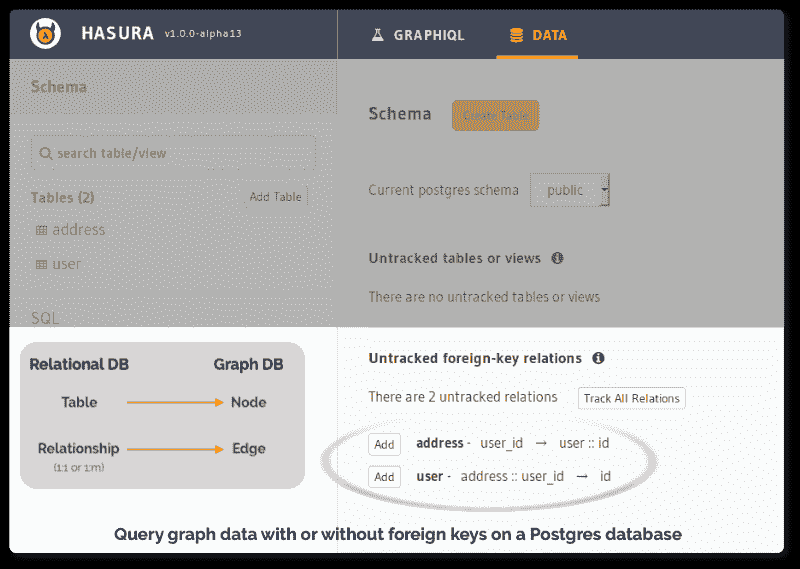 HASURA v1.0.0-alpha13
GRAPHIQL
DATA
Schema
search table/view
Tables (2)
Add Table
address
user
SQL
Schema
Create Table
Current postgres schema
public
Untracked tables or views
There are no untracked tables or views
Relational DB Graph DB
Table Node
Relationship Edge
(1:1 or 1:m)
Untracked foreign-key relations
There are 2 untracked relations Track All Relations
Add address - user_id → user :: id
Add user - address :: user_id → id
Query graph data with or without foreign keys on a Postgres database